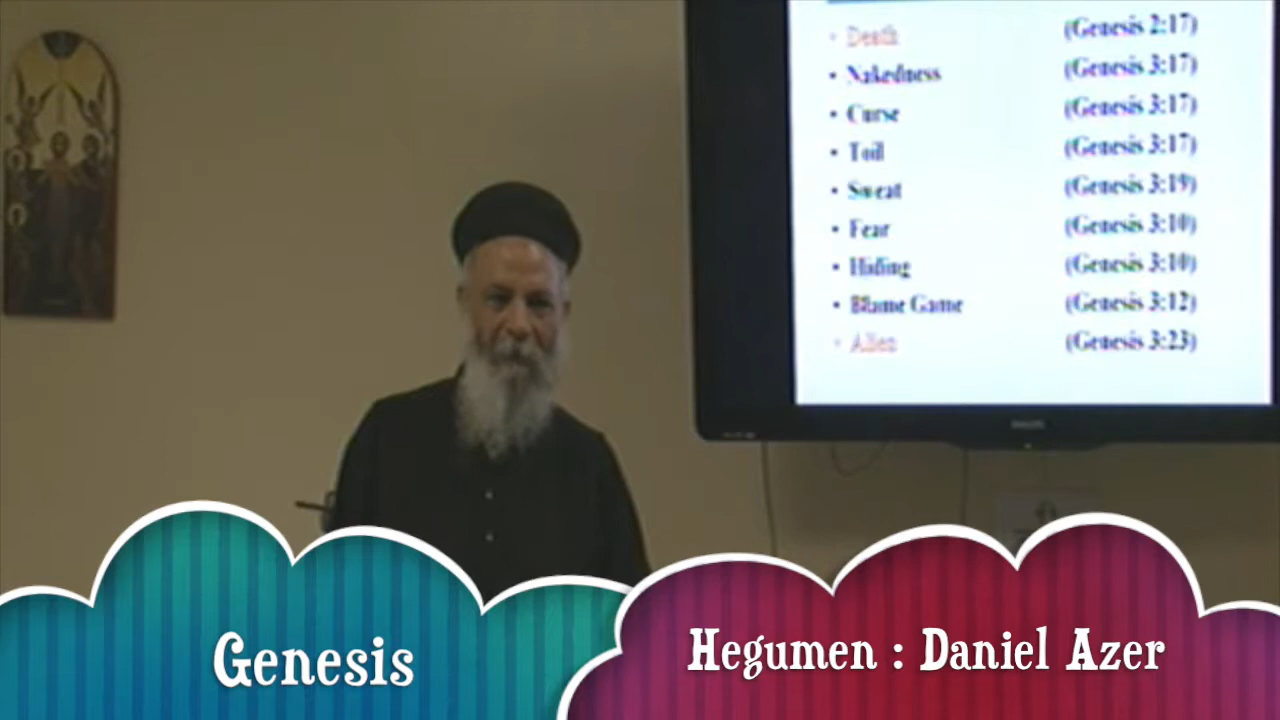 • Death (Genesis 2:17)
• Nakedness (Genesis 3:17)
• Curse (Genesis 3:17)
• Toil (Genesis 3:17)
• Sweat (Genesis 3:19)
• Fear (Genesis 3:10)
• Hiding (Genesis 3:10)
• Blame Game (Genesis 3:12)
• Alien (Genesis 3:23)
PHILIPS
Genesis
Hegumen : Daniel Azer